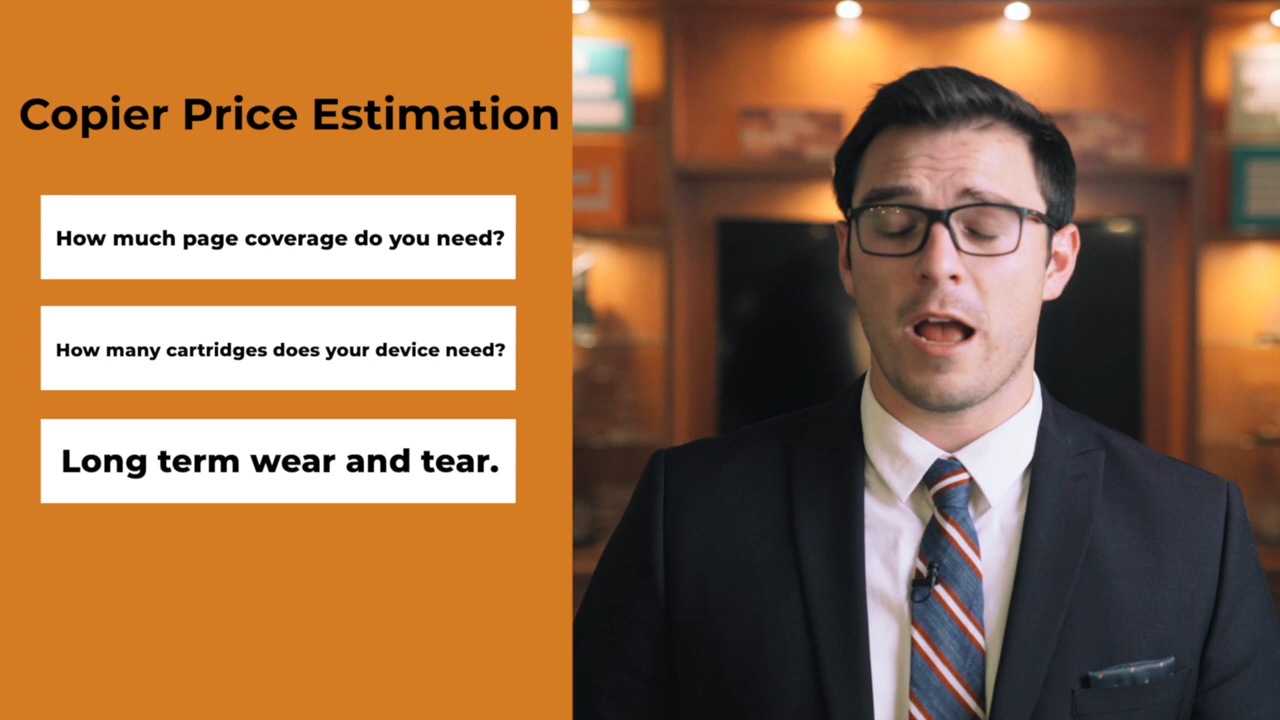 Copier Price Estimation
How much page coverage do you need?
How many cartridges does your device need?
Long term wear and tear.